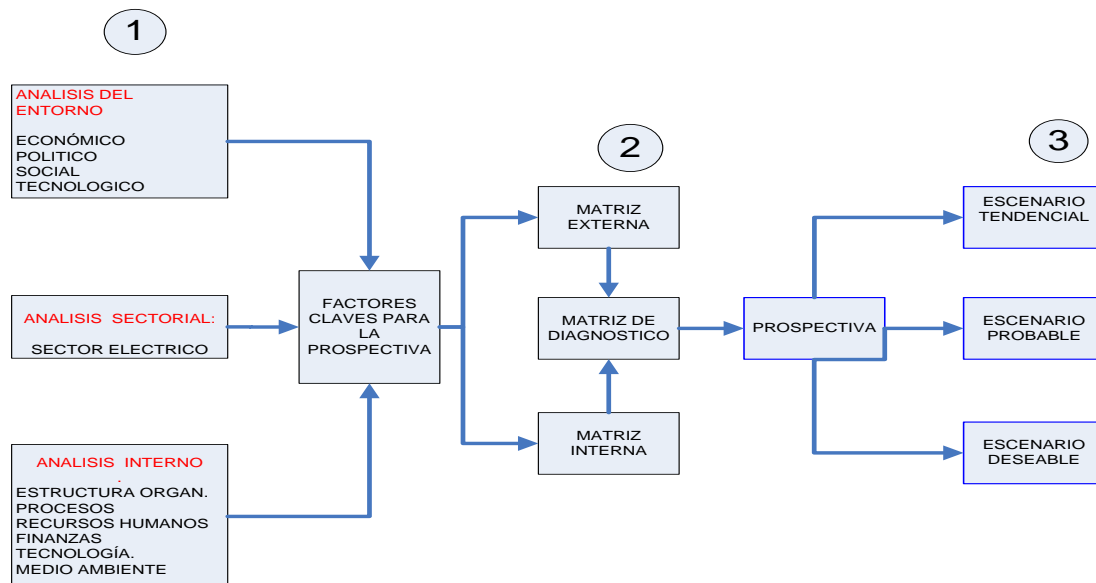 1
ANALISIS DEL
ENTORNO
ECONÓMICO
POLITICO
SOCIAL
TECNOLOGICO
ANALISIS SECTORIAL:
SECTOR ELECTRICO
ANALISIS INTERNO
.
ESTRUCTURA ORGAN.
PROCESOS
RECURSOS HUMANOS
FINANZAS
TECNOLOGÍA.
MEDIO AMBIENTE
FACTORES
CLAVES PARA
LA
PROSPECTIVA
2
MATRIZ
EXTERNA
MATRIZ DE
DIAGNOSTICO
MATRIZ
INTERNA
PROSPECTIVA
3
ESCENARIO
TENDENCIAL
ESCENARIO
PROBABLE
ESCENARIO
DESEABLE